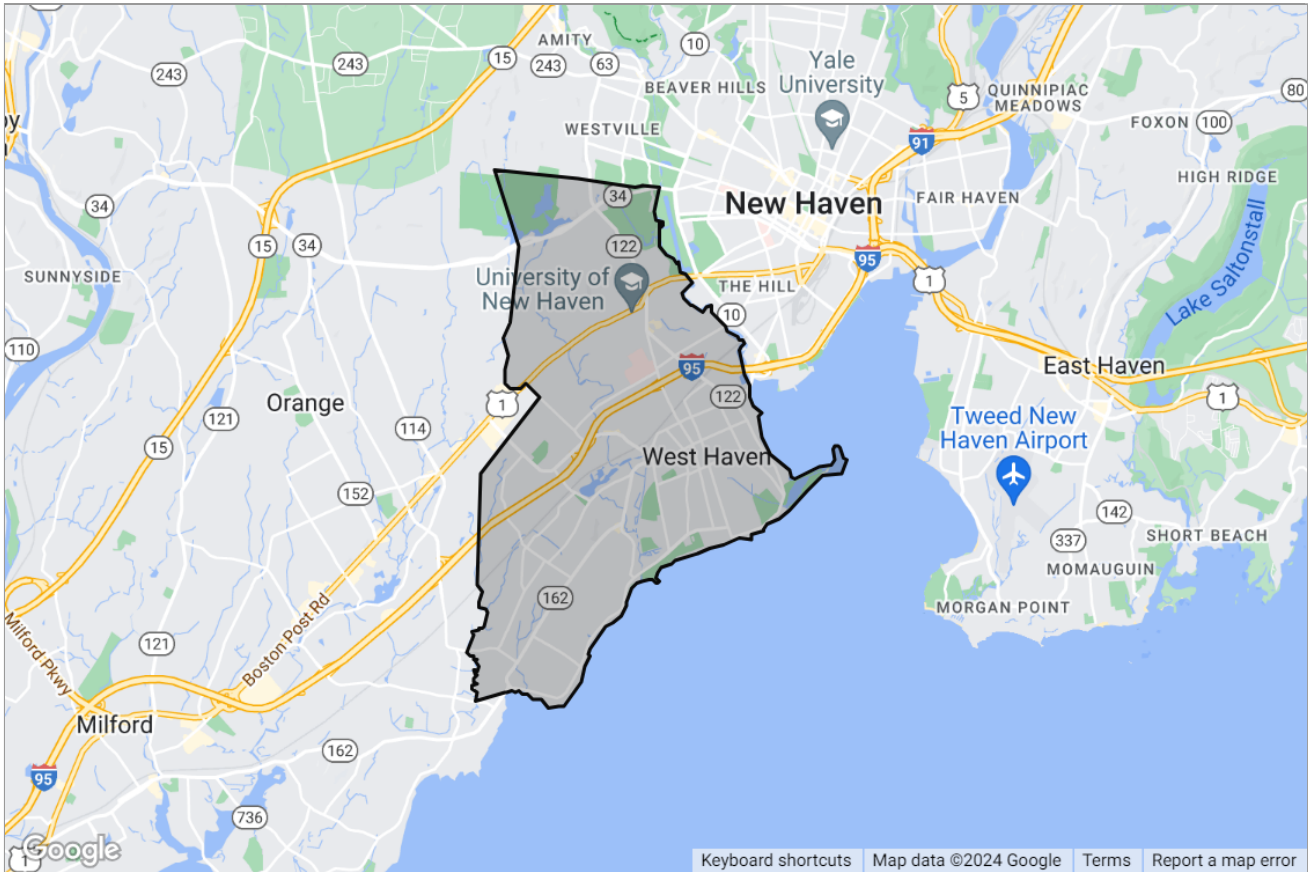 AMITY
10
15
243
63
243
243
Yale
University
BEAVER HILLS
5
QUINNIPIAC
MEADOWS
80
FOXON
100
WESTVILLE
91
HIGH RIDGE
34
34
New Haven
FAIR HAVEN
15
34
122
95
SUNNYSIDE
University of
New Haven
THE HILL
1
Lake Saltonstall
10
110
95
East Haven
Orange
1
122
1
121
114
Tweed New
Haven Airport
15
West Haven
152
142
337
SHORT BEACH
MOMAUGUIN
162
MORGAN POINT
Milford Pkwy
121
Boston Post Rd
Milford
162
95
736
1
Google
Keyboard shortcuts
Map data ©2024 Google
Terms
Report a map error